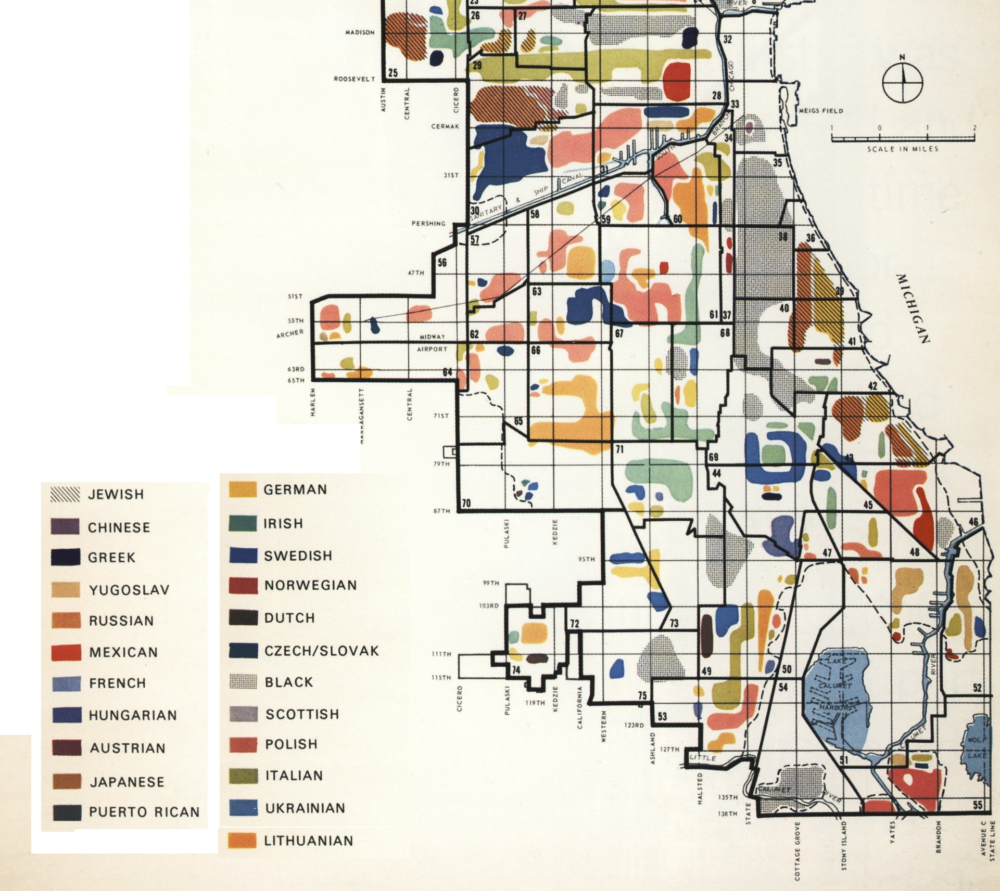 23
RIVER
8
26
27
MADISON
32
29
25
ROOSEVELT
CHICAGO
N
AUSTIN
CENTRAL
CICERO
28
33
MEIGS FIELD
CERMAK
BRANCH
34
1
0
1
2
SCALE IN MILES
SOUTH
35
31
31ST
CANAL
SHIP
&
SANITARY
30
58
59
60
PERSHING
57
38
36
56
47TH
MICHIGAN
51ST
63
39
40
55TH
61
37
ARCHER
MIDWAY
62
67
68
AIRPORT
66
41
63RD
64
65TH
42
HARLEM
NARRAGANSETT
CENTRAL
71ST
65
71
69
43
79TH
44
70
45
87TH
46
PULASKI
KEDZIE
95TH
47
48
99TH
103RD
72
73
111TH
74
49
50
115TH
LAKE
CALUMET
HARBOR
RIVER
54
52
CICERO
PULASKI
119TH
KEDZIE
CALIFORNIA
WESTERN
75
53
123RD
ASHLAND
127TH
LITTLE
CALUMET
WOLF
LAKE
51
HALSTED
135TH
CALUMET
RIVER
138TH
55
STATE
COTTAGE GROVE
STONY ISLAND
YATES
BRANDON
AVENUE C
STATE LINE
JEWISH
CHINESE
GREEK
YUGOSLAV
RUSSIAN
MEXICAN
FRENCH
HUNGARIAN
AUSTRIAN
JAPANESE
PUERTO RICAN
GERMAN
IRISH
SWEDISH
NORWEGIAN
DUTCH
CZECH/SLOVAK
BLACK
SCOTTISH
POLISH
ITALIAN
UKRAINIAN
LITHUANIAN